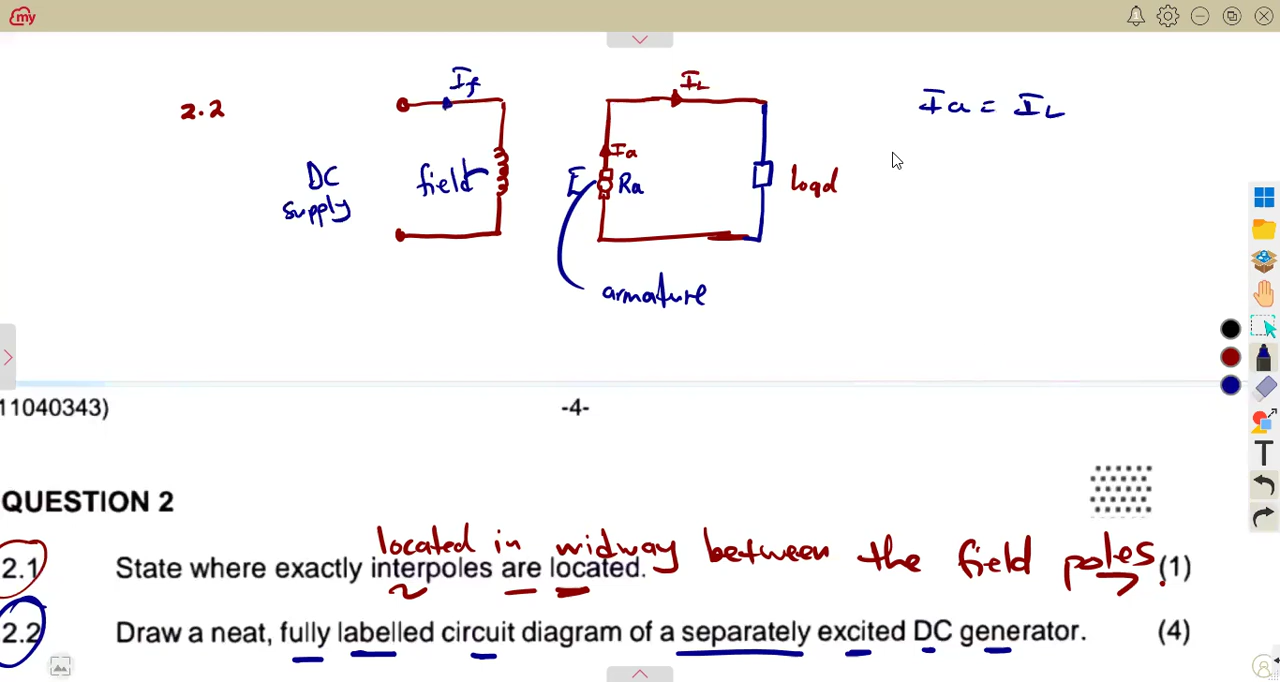 my
2.2
If
IL
Ia = IL
DC
supply
field
Ia
E
Ra
load
armature
11040343)
-4-
QUESTION 2
located in midway between the field poles.
2.1 State where exactly interpoles are located. (1)
2.2 Draw a neat, fully labelled circuit diagram of a separately excited DC generator. (4)
T